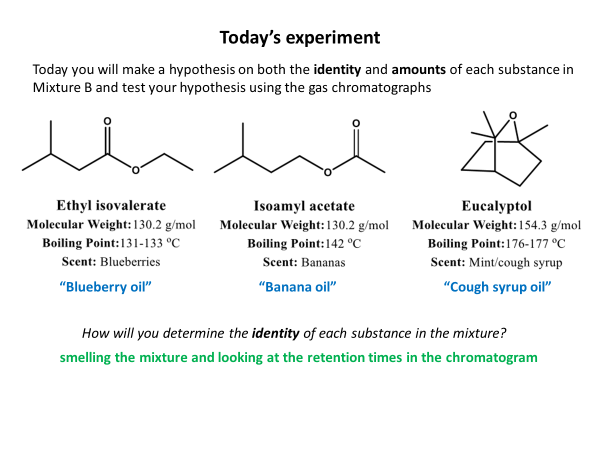 Today's experiment
Today you will make a hypothesis on both the identity and amounts of each substance in
Mixture B and test your hypothesis using the gas chromatographs
O
O
Ethyl isovalerate
Molecular Weight:130.2 g/mol
Boiling Point:131-133 °C
Scent: Blueberries
"Blueberry oil"
O
O
Isoamyl acetate
Molecular Weight:130.2 g/mol
Boiling Point:142 °C
Scent: Bananas
"Banana oil"
O
Eucalyptol
Molecular Weight:154.3 g/mol
Boiling Point:176-177 °C
Scent: Mint/cough syrup
"Cough syrup oil"
How will you determine the identity of each substance in the mixture?
smelling the mixture and looking at the retention times in the chromatogram